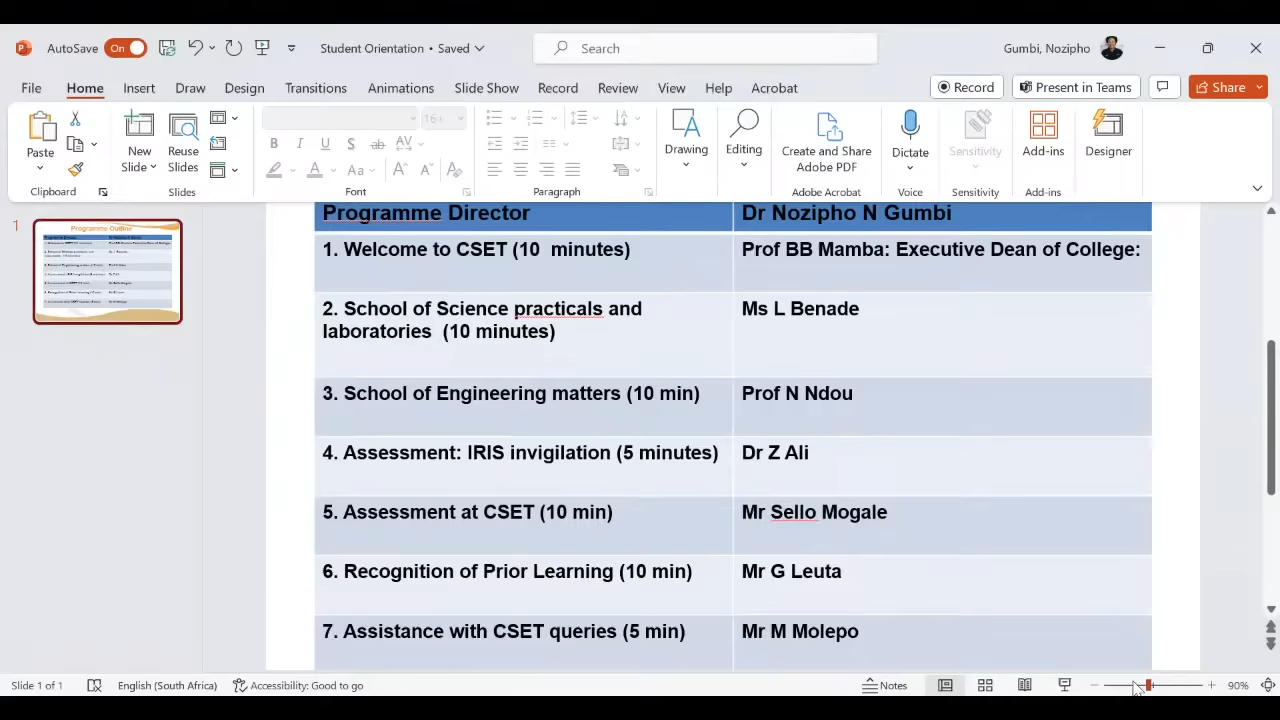 AutoSave On Student Orientation • Saved Search Gumbi, Nozipho
File Home Insert Draw Design Transitions Animations Slide Show Record Review View Help Acrobat Record Present in Teams Share
Paste New Slide Reuse Slides 16+ Drawing Editing Create and Share Adobe PDF Dictate Sensitivity Add-ins Designer
Clipboard Slides Font Paragraph Adobe Acrobat Voice Sensitivity Add-ins
1
Programme Outline
Programme Director Dr Nozipho N Gumbi
1. Welcome to CSET (10 minutes) Prof BB Mamba: Executive Dean of College:
2. School of Science practicals and Ms L Benade
laboratories (10 minutes)
3. School of Engineering matters (10 min) Prof N Ndou
4. Assessment: IRIS invigilation (5 minutes) Dr Z Ali
5. Assessment at CSET (10 min) Mr Sello Mogale
6. Recognition of Prior Learning (10 min) Mr G Leuta
7. Assistance with CSET queries (5 min) Mr M Molepo
Slide 1 of 1 English (South Africa) Accessibility: Good to go Notes 90%